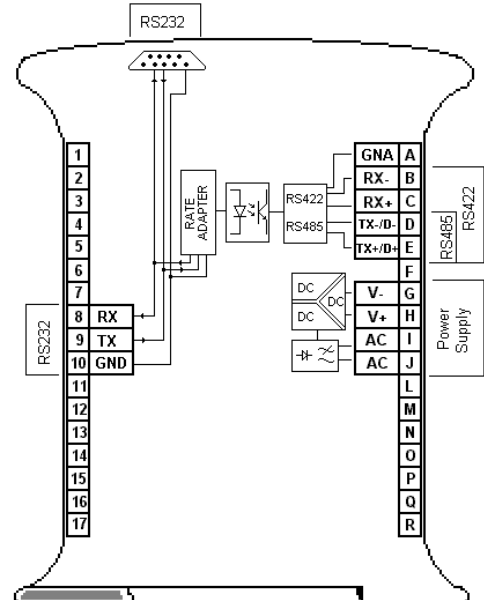 RS232
1
2
3
4
5
6
7
8 RX
9 TX
10 GND
11
12
13
14
15
16
17
RS232
RATE
ADAPTER
RS422
RS485
GNA A
RX- B
RX+ C
TX-/D- D
TX+/D+ E
F
V- G
V+ H
AC I
AC J
L
M
N
O
P
Q
R
RS485
RS422
DC
DC
DC
Power
Supply